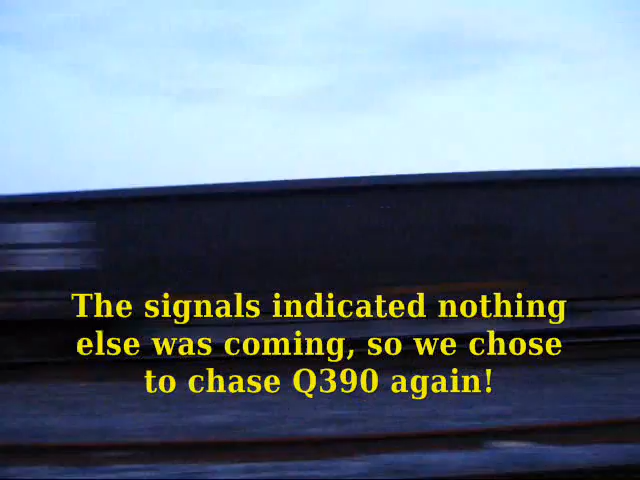 The signals indicated nothing
else was coming, so we chose
to chase Q390 again!